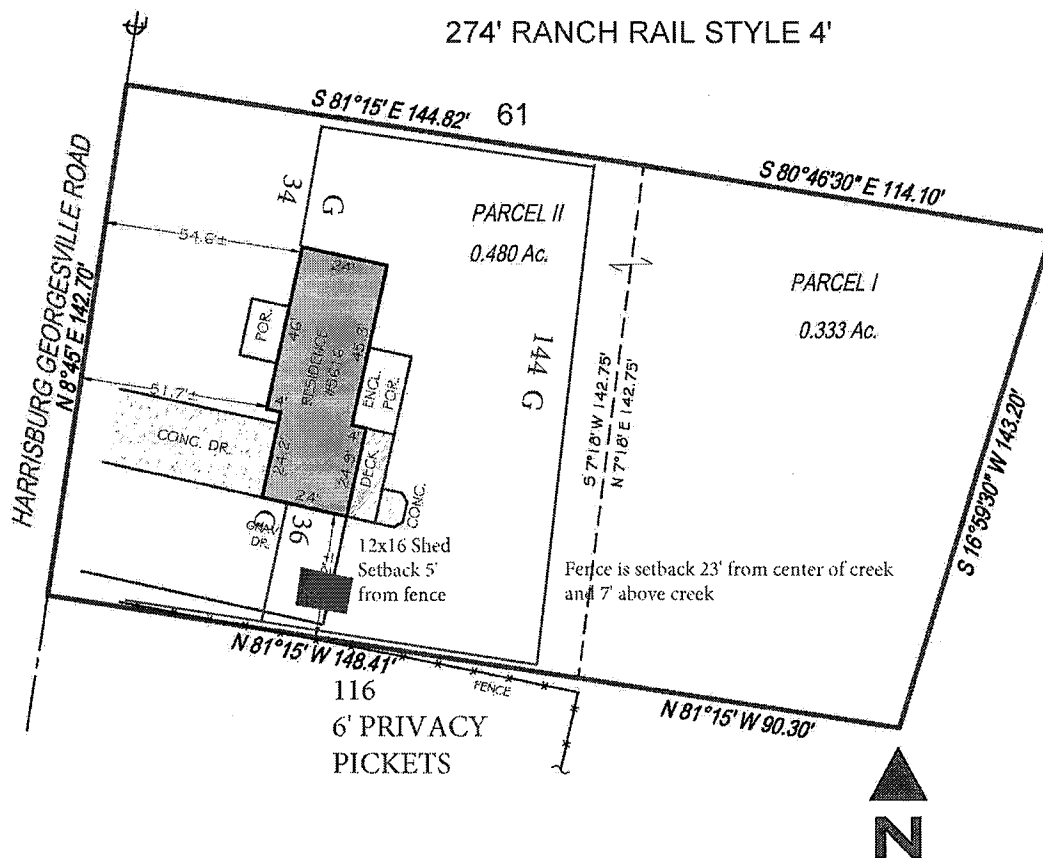 274' RANCH RAIL STYLE 4'
S 81°15' E 144.82'
61
S 80°46'30" E 114.10'
HARRISBURG GEORGESVILLE ROAD
N 8°45' E 142.70'
34
G
PARCEL II
0.480 Ac.
PARCEL I
0.333 Ac.
54.6'±
24'
POR.
46'
RESIDENCE
45.3'
ENCL.
POR.
144 G
S 7°18' W 142.75'
N 7°18' E 142.75'
S 16°59'30" W 143.20'
51.7'±
4'
4'
CONC. DR.
24.2'
24.9'
DECK
24'
CONC.
G
36
DR.
12x16 Shed
Setback 5'
from fence
Fence is setback 23' from center of creek
and 7' above creek
N 81°15' W 148.41'
FENCE
N 81°15' W 90.30'
116
6' PRIVACY
PICKETS
N